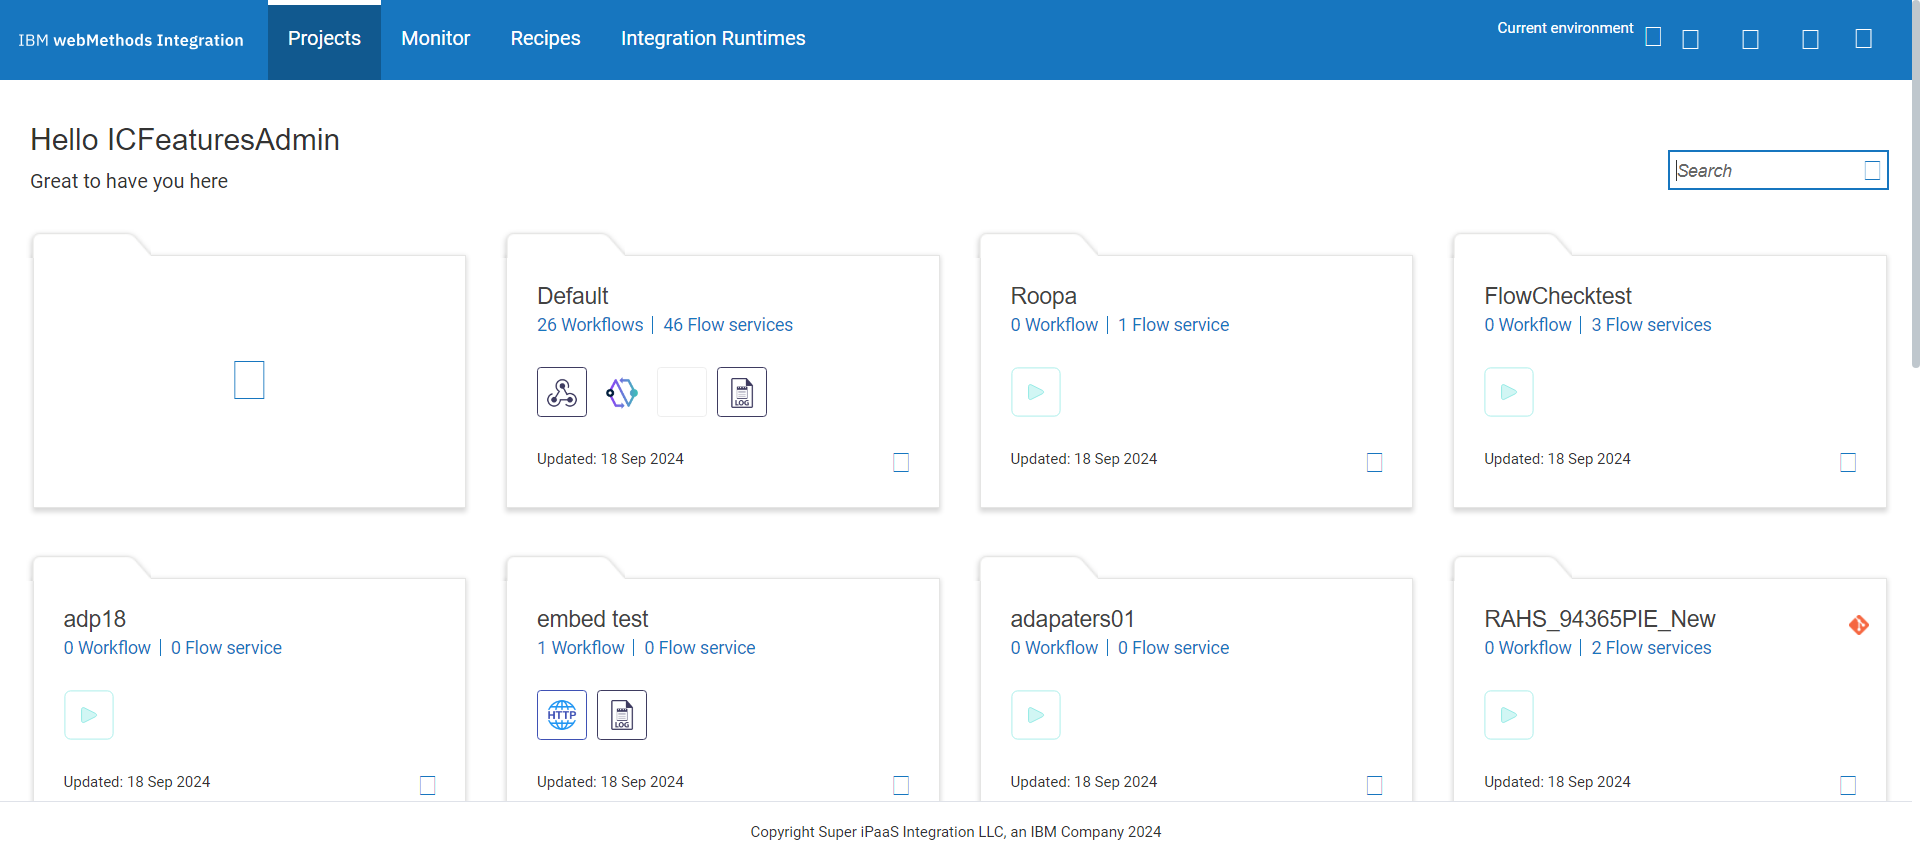 IBM webMethods Integration
Projects
Monitor
Recipes
Integration Runtimes
Current environment
Hello ICFeaturesAdmin
Great to have you here
Search
Default
26 Workflows | 46 Flow services
LOG
Updated: 18 Sep 2024
Roopa
0 Workflow | 1 Flow service
Updated: 18 Sep 2024
FlowChecktest
0 Workflow | 3 Flow services
Updated: 18 Sep 2024
adp18
0 Workflow | 0 Flow service
Updated: 18 Sep 2024
embed test
1 Workflow | 0 Flow service
HTTP
LOG
Updated: 18 Sep 2024
adapaters01
0 Workflow | 0 Flow service
Updated: 18 Sep 2024
RAHS_94365PIE_New
0 Workflow | 2 Flow services
Updated: 18 Sep 2024
Copyright Super iPaaS Integration LLC, an IBM Company 2024